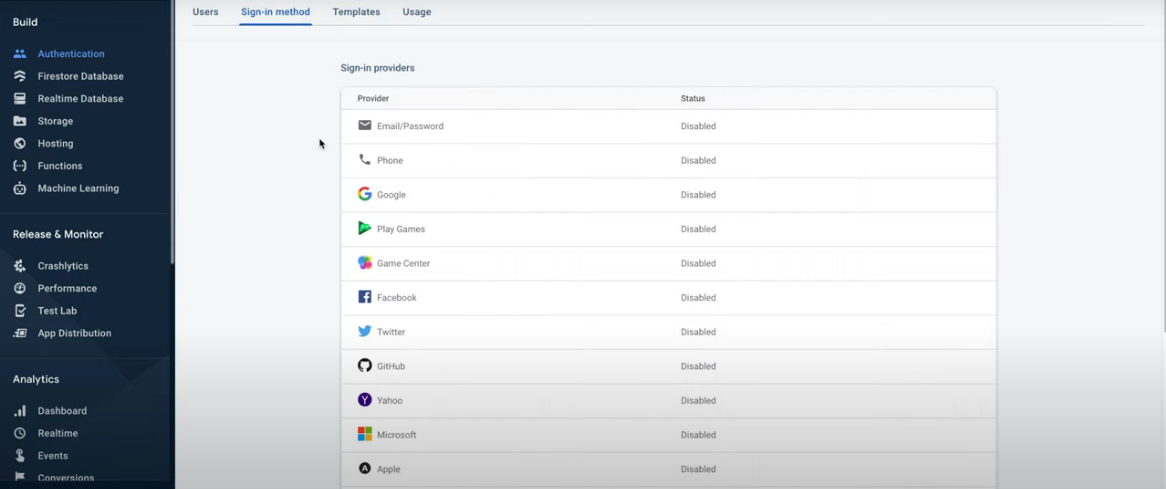 Build
Authentication
Firestore Database
Realtime Database
Storage
Hosting
Functions
Machine Learning
Release & Monitor
Crashlytics
Performance
Test Lab
App Distribution
Analytics
Dashboard
Realtime
Events
Conversions
Users Sign-in method Templates Usage
Sign-in providers
Provider Status
Email/Password Disabled
Phone Disabled
Google Disabled
Play Games Disabled
Game Center Disabled
Facebook Disabled
Twitter Disabled
GitHub Disabled
Yahoo Disabled
Microsoft Disabled
Apple Disabled